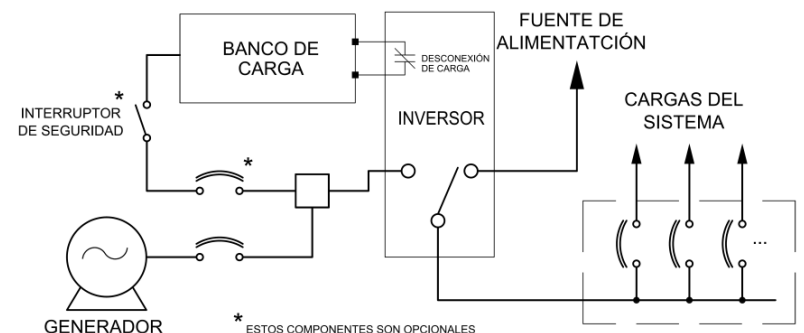 FUENTE DE
ALIMENTATCIÓN
BANCO DE
CARGA
DESCONEXIÓN
DE CARGA
*
INTERRUPTOR
DE SEGURIDAD
INVERSOR
CARGAS DEL
SISTEMA
*
...
GENERADOR
* ESTOS COMPONENTES SON OPCIONALES